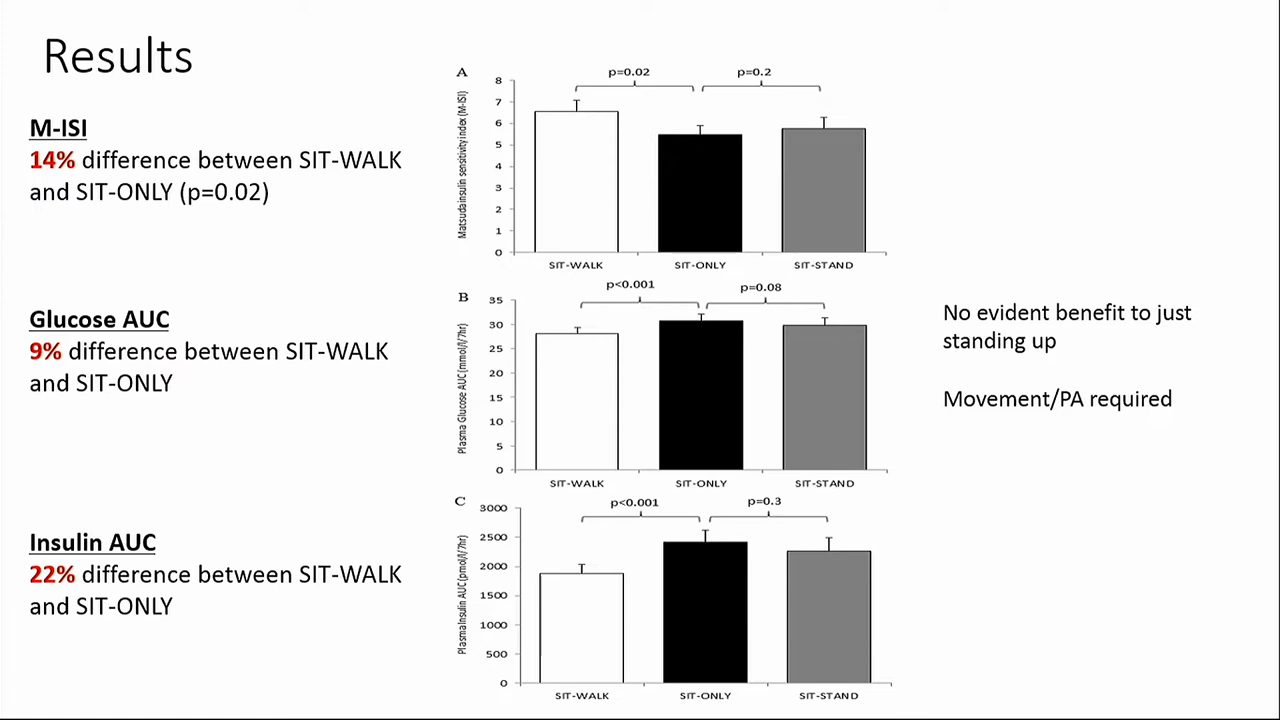 Results
M-ISI
14% difference between SIT-WALK
and SIT-ONLY (p=0.02)
Glucose AUC
9% difference between SIT-WALK
and SIT-ONLY
Insulin AUC
22% difference between SIT-WALK
and SIT-ONLY
A
p=0.02
p=0.2
Matsudainsulin sensitivity index (M-ISI)
8
7
6
5
4
3
2
1
0
SIT-WALK
SIT-ONLY
SIT-STAND
B
p<0.001
p=0.08
Plasma Glucose AUC (mmol/l/7hr)
35
30
25
20
15
10
5
0
SIT-WALK
SIT-ONLY
SIT-STAND
C
p<0.001
p=0.3
PlasmaInsulin AUC (pmol/l/7hr)
3000
2500
2000
1500
1000
500
0
SIT-WALK
SIT-ONLY
SIT-STAND
No evident benefit to just
standing up
Movement/PA required